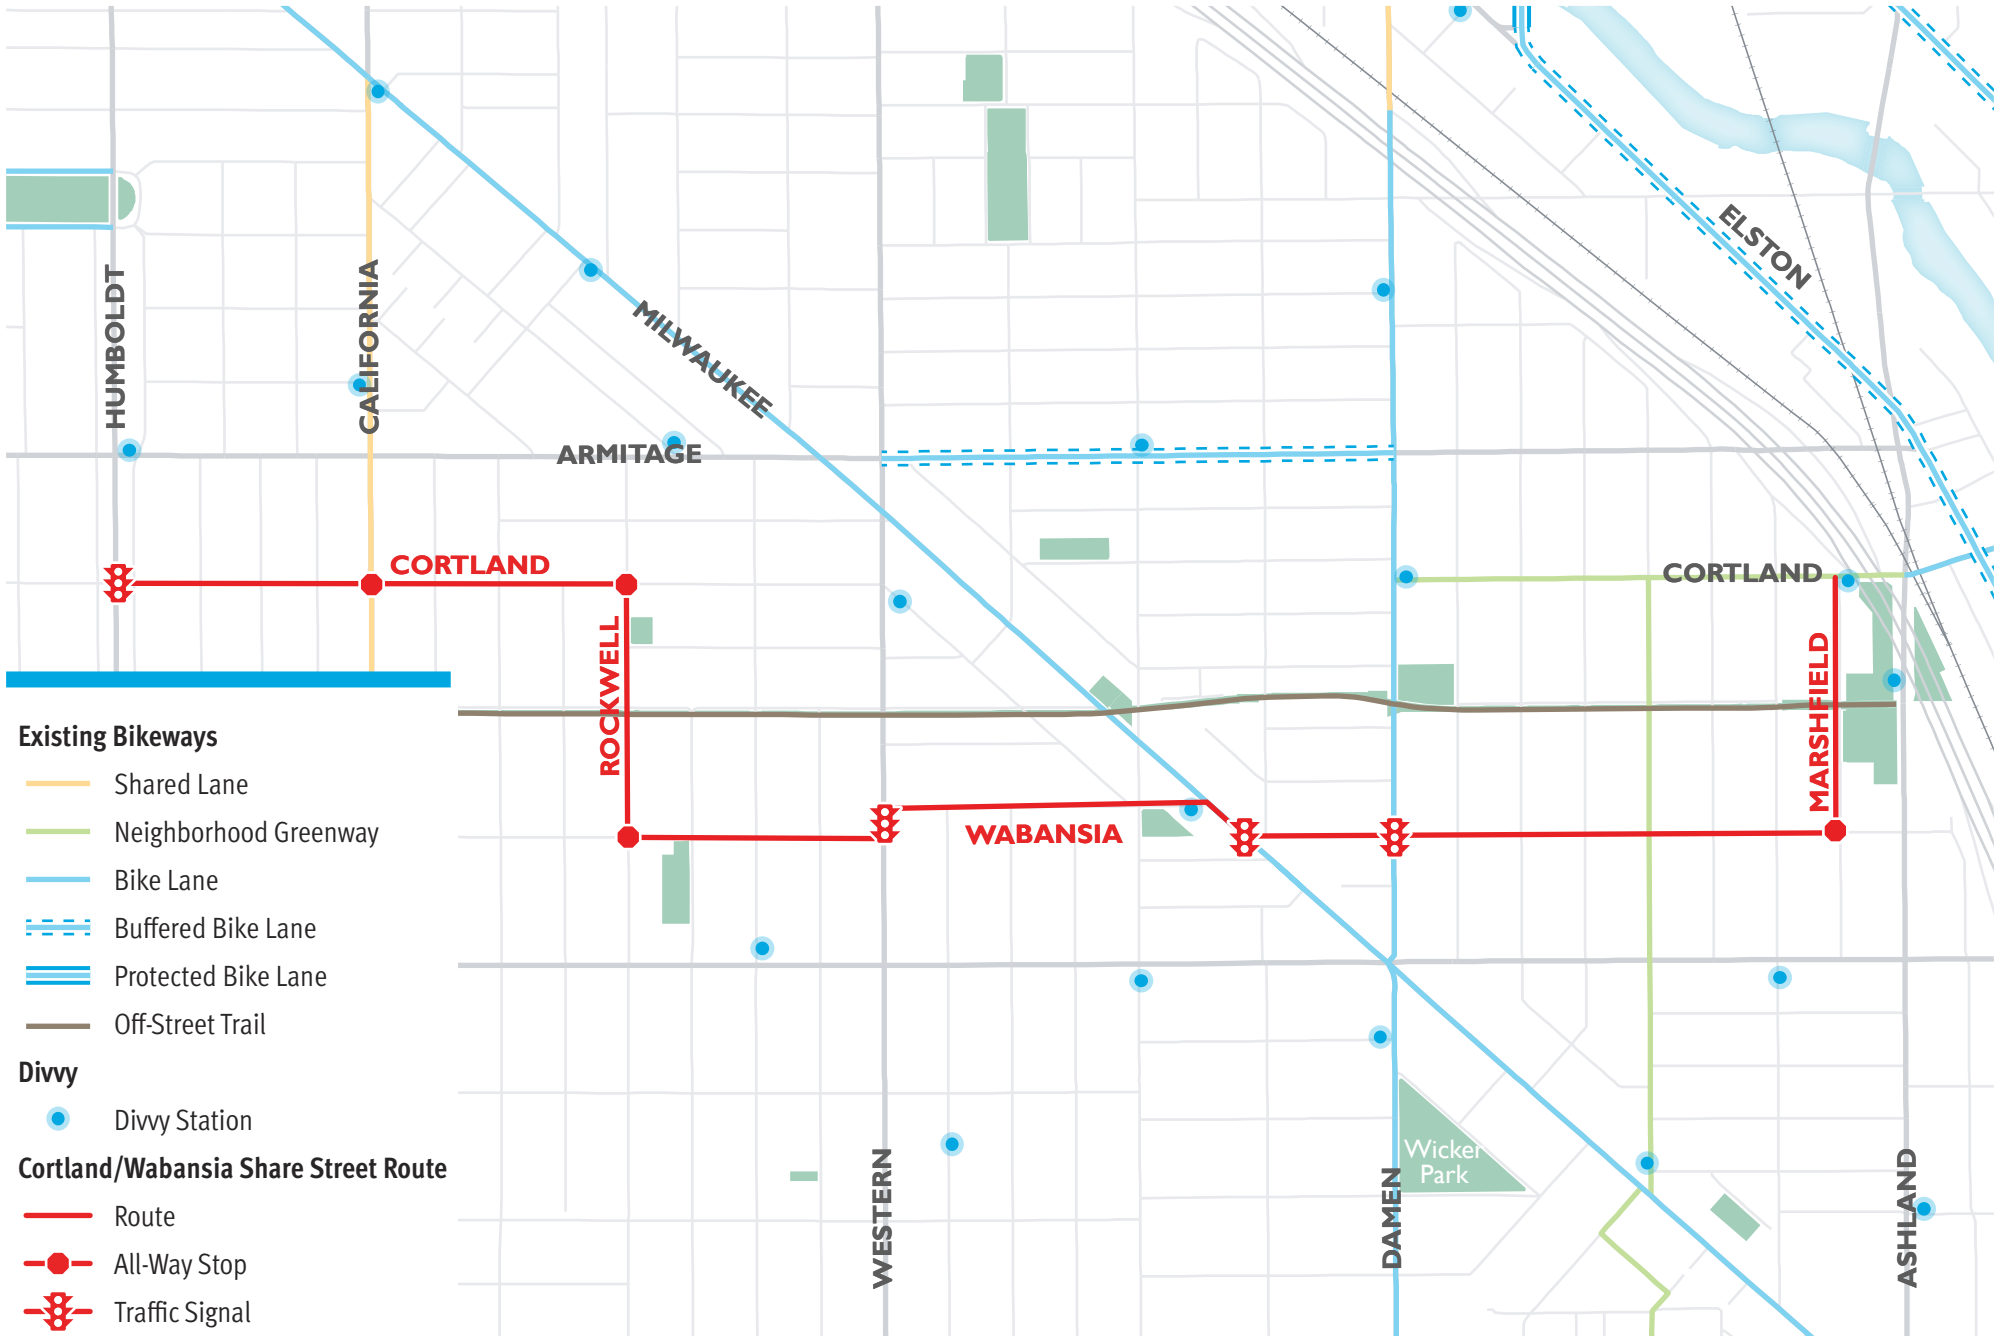 HUMBOLDT
CALIFORNIA
MILWAUKEE
ELSTON
ARMITAGE
CORTLAND
CORTLAND
ROCKWELL
MARSHFIELD
WABANSIA
WESTERN
DAMEN
ASHLAND
Wicker
Park
Existing Bikeways
Shared Lane
Neighborhood Greenway
Bike Lane
Buffered Bike Lane
Protected Bike Lane
Off-Street Trail
Divvy
Divvy Station
Cortland/Wabansia Share Street Route
Route
All-Way Stop
Traffic Signal